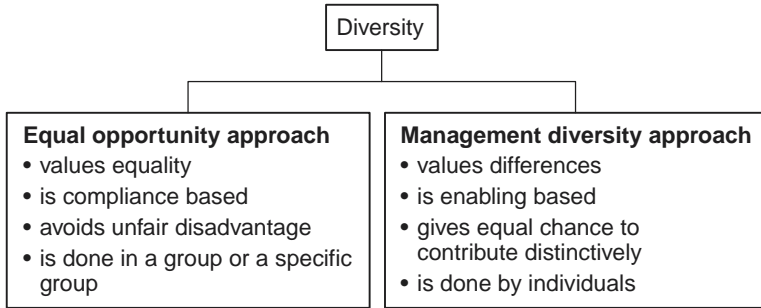 Diversity
Equal opportunity approach
• values equality
• is compliance based
• avoids unfair disadvantage
• is done in a group or a specific
group
Management diversity approach
• values differences
• is enabling based
• gives equal chance to
contribute distinctively
• is done by individuals